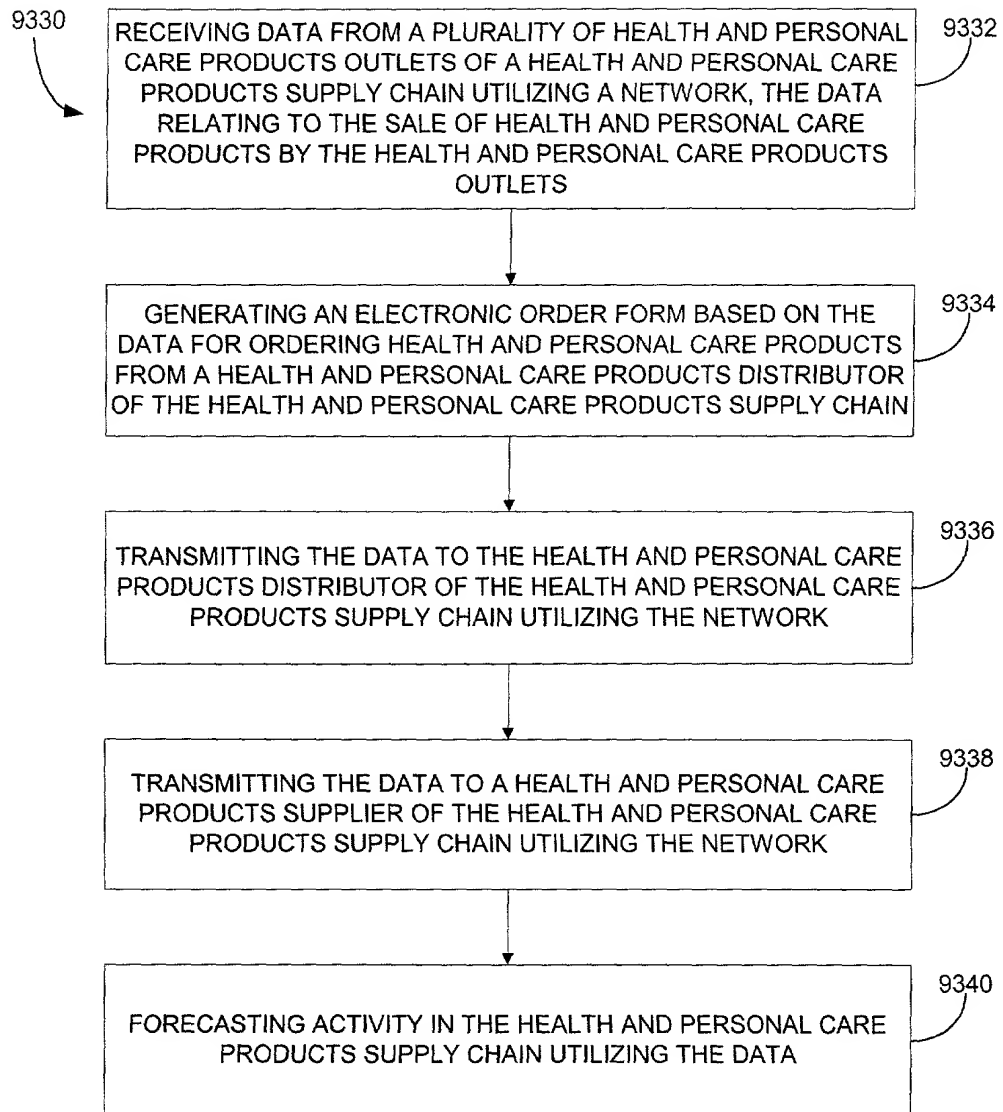 9330
RECEIVING DATA FROM A PLURALITY OF HEALTH AND PERSONAL
CARE PRODUCTS OUTLETS OF A HEALTH AND PERSONAL CARE
PRODUCTS SUPPLY CHAIN UTILIZING A NETWORK, THE DATA
RELATING TO THE SALE OF HEALTH AND PERSONAL CARE
PRODUCTS BY THE HEALTH AND PERSONAL CARE PRODUCTS
OUTLETS
9332
GENERATING AN ELECTRONIC ORDER FORM BASED ON THE
DATA FOR ORDERING HEALTH AND PERSONAL CARE PRODUCTS
FROM A HEALTH AND PERSONAL CARE PRODUCTS DISTRIBUTOR
OF THE HEALTH AND PERSONAL CARE PRODUCTS SUPPLY CHAIN
9334
TRANSMITTING THE DATA TO THE HEALTH AND PERSONAL CARE
PRODUCTS DISTRIBUTOR OF THE HEALTH AND PERSONAL CARE
PRODUCTS SUPPLY CHAIN UTILIZING THE NETWORK
9336
TRANSMITTING THE DATA TO A HEALTH AND PERSONAL CARE
PRODUCTS SUPPLIER OF THE HEALTH AND PERSONAL CARE
PRODUCTS SUPPLY CHAIN UTILIZING THE NETWORK
9338
FORECASTING ACTIVITY IN THE HEALTH AND PERSONAL CARE
PRODUCTS SUPPLY CHAIN UTILIZING THE DATA
9340